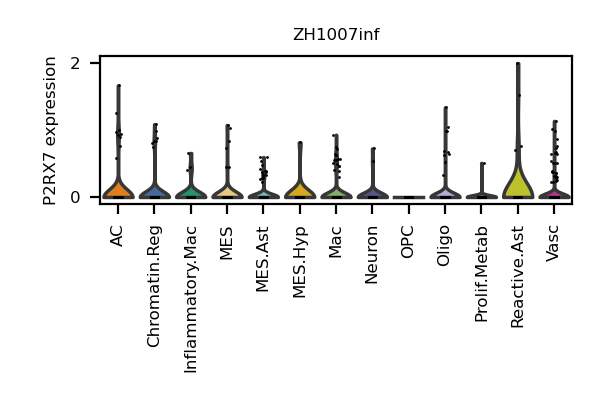 ZH1007inf
P2RX7 expression
2
0
AC
Chromatin.Reg
Inflammatory.Mac
MES
MES.Ast
MES.Hyp
Mac
Neuron
OPC
Oligo
Prolif.Metab
Reactive.Ast
Vasc